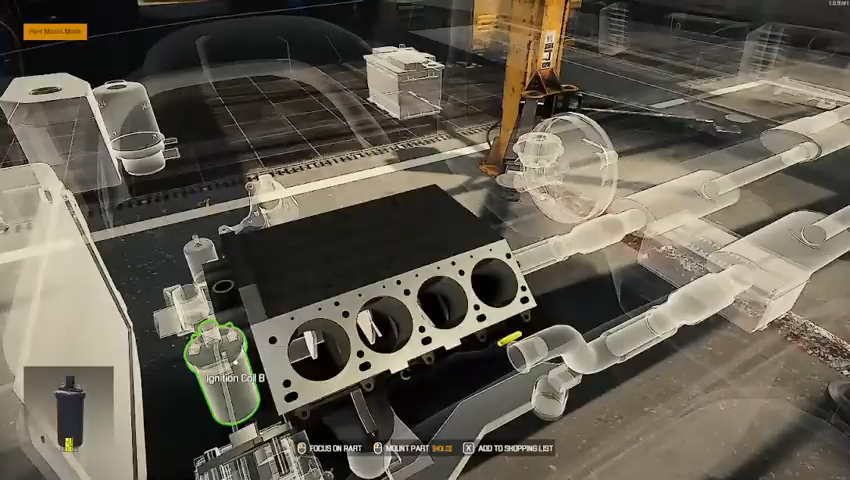 Part Mount Mode
Ignition Coil B
FOCUS ON PART
MOUNT PART [HOLD]
X
ADD TO SHOPPING LIST